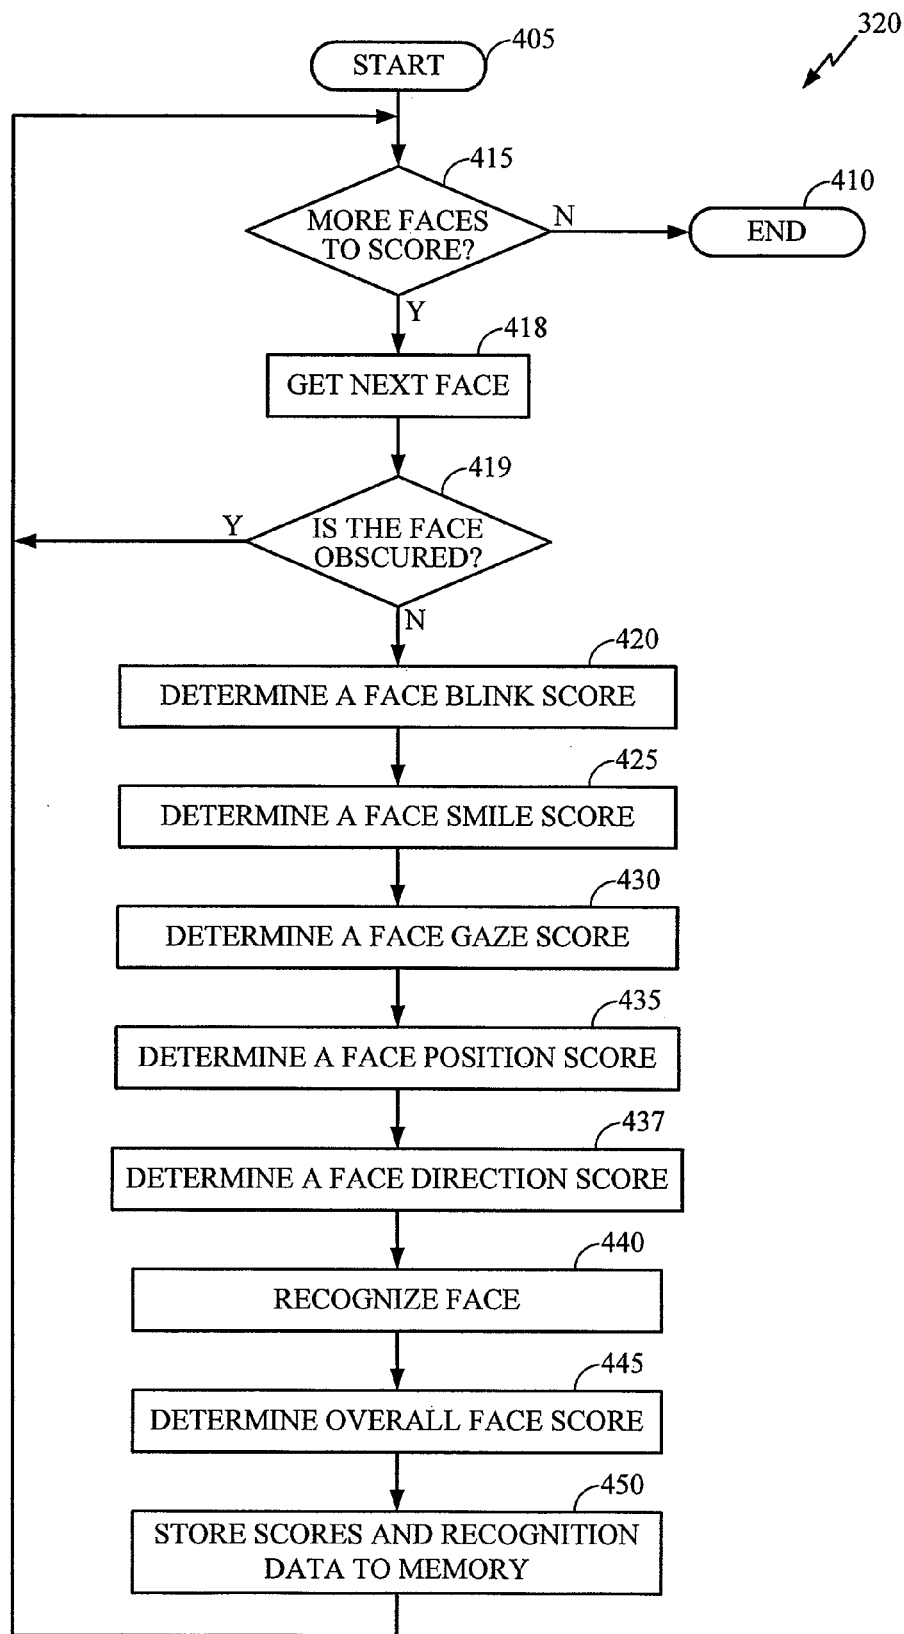 320
405
START
415
MORE FACES
TO SCORE?
N
410
END
Y
418
GET NEXT FACE
419
IS THE FACE
OBSCURED?
Y
N
420
DETERMINE A FACE BLINK SCORE
425
DETERMINE A FACE SMILE SCORE
430
DETERMINE A FACE GAZE SCORE
435
DETERMINE A FACE POSITION SCORE
437
DETERMINE A FACE DIRECTION SCORE
440
RECOGNIZE FACE
445
DETERMINE OVERALL FACE SCORE
450
STORE SCORES AND RECOGNITION
DATA TO MEMORY